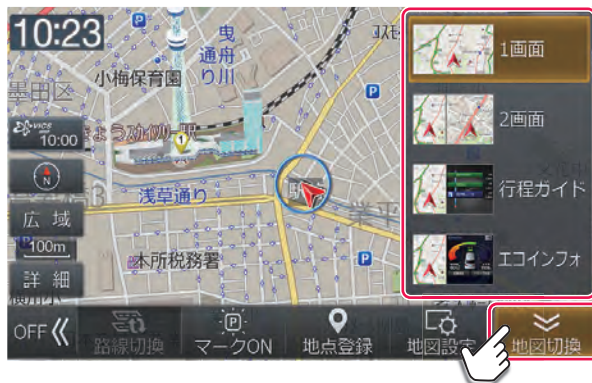 10:23
曳
通舟
り川
小梅保育園
P
墨田区
P
VICS
10:00
きょうスカイツリー駅
1
N
浅草通り
駅
広 域
100m
本所税務署
P
詳 細
1画面
2画面
行程ガイド
エコインフォ
OFF
路線切換
P
マークON
地点登録
地図設定
地図切換